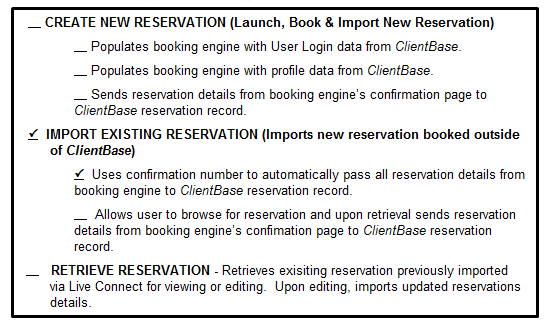 __ CREATE NEW RESERVATION (Launch, Book & Import New Reservation)
__ Populates booking engine with User Login data from ClientBase.
__ Populates booking engine with profile data from ClientBase.
__ Sends reservation details from booking engine's confirmation page to
ClientBase reservation record.
✓ IMPORT EXISTING RESERVATION (Imports new reservation booked outside
of ClientBase)
✓ Uses confirmation number to automatically pass all reservation details from
booking engine to ClientBase reservation record.
__ Allows user to browse for reservation and upon retrieval sends reservation
details from booking engine's confimation page to ClientBase reservation
record.
__ RETRIEVE RESERVATION - Retrieves exisiting reservation previously imported
via Live Connect for viewing or editing. Upon editing, imports updated reservations
details.